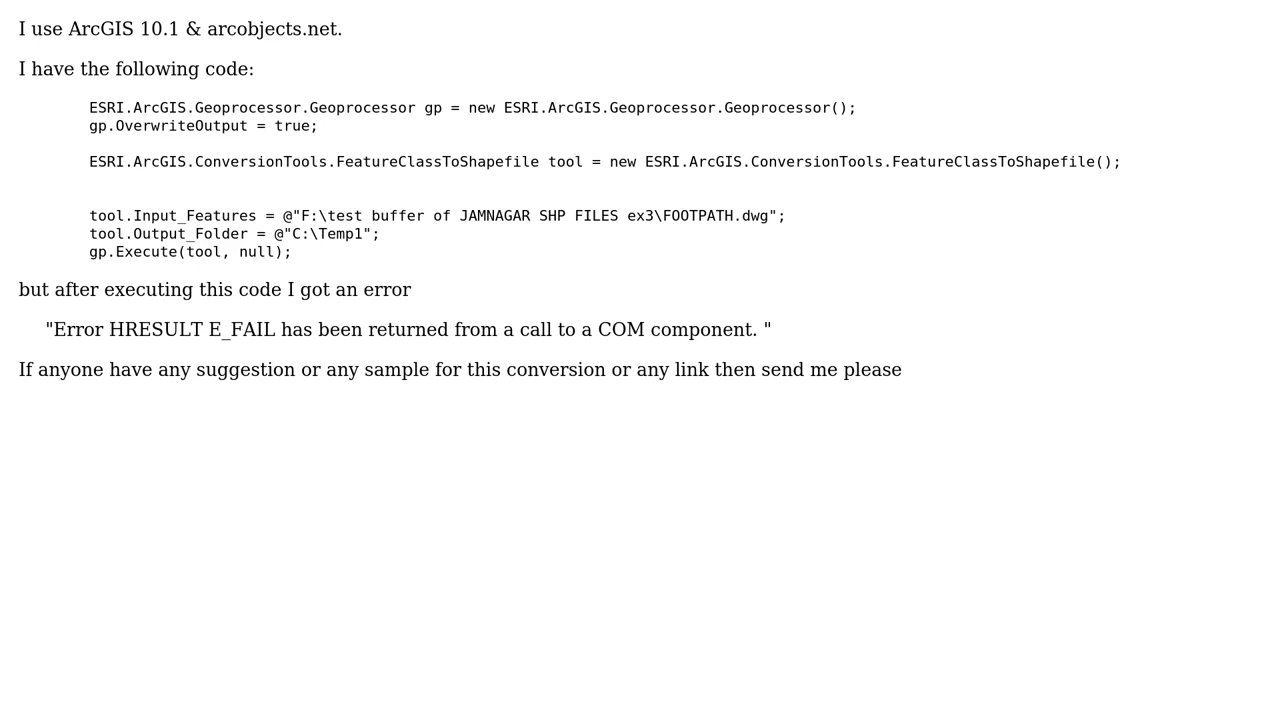 I use ArcGIS 10.1 & arcobjects.net.
I have the following code:
ESRI.ArcGIS.Geoprocessor.Geoprocessor gp = new ESRI.ArcGIS.Geoprocessor.Geoprocessor();
gp.OverwriteOutput = true;
ESRI.ArcGIS.ConversionTools.FeatureClassToShapefile tool = new ESRI.ArcGIS.ConversionTools.FeatureClassToShapefile();
tool.Input_Features = @"F:\test buffer of JAMNAGAR SHP FILES ex3\FOOTPATH.dwg";
tool.Output_Folder = @"C:\Temp1";
gp.Execute(tool, null);
but after executing this code I got an error
"Error HRESULT E_FAIL has been returned from a call to a COM component. "
If anyone have any suggestion or any sample for this conversion or any link then send me please